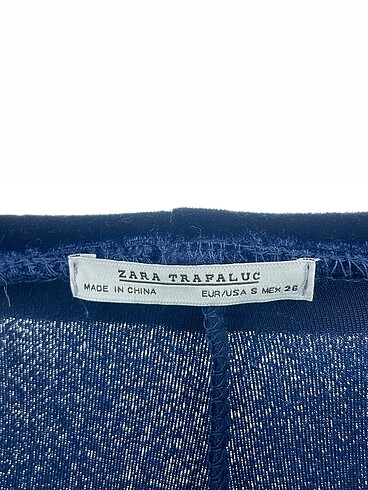 ZARA TRAFALUC
MADE IN CHINA EUR/USA S MEX 26